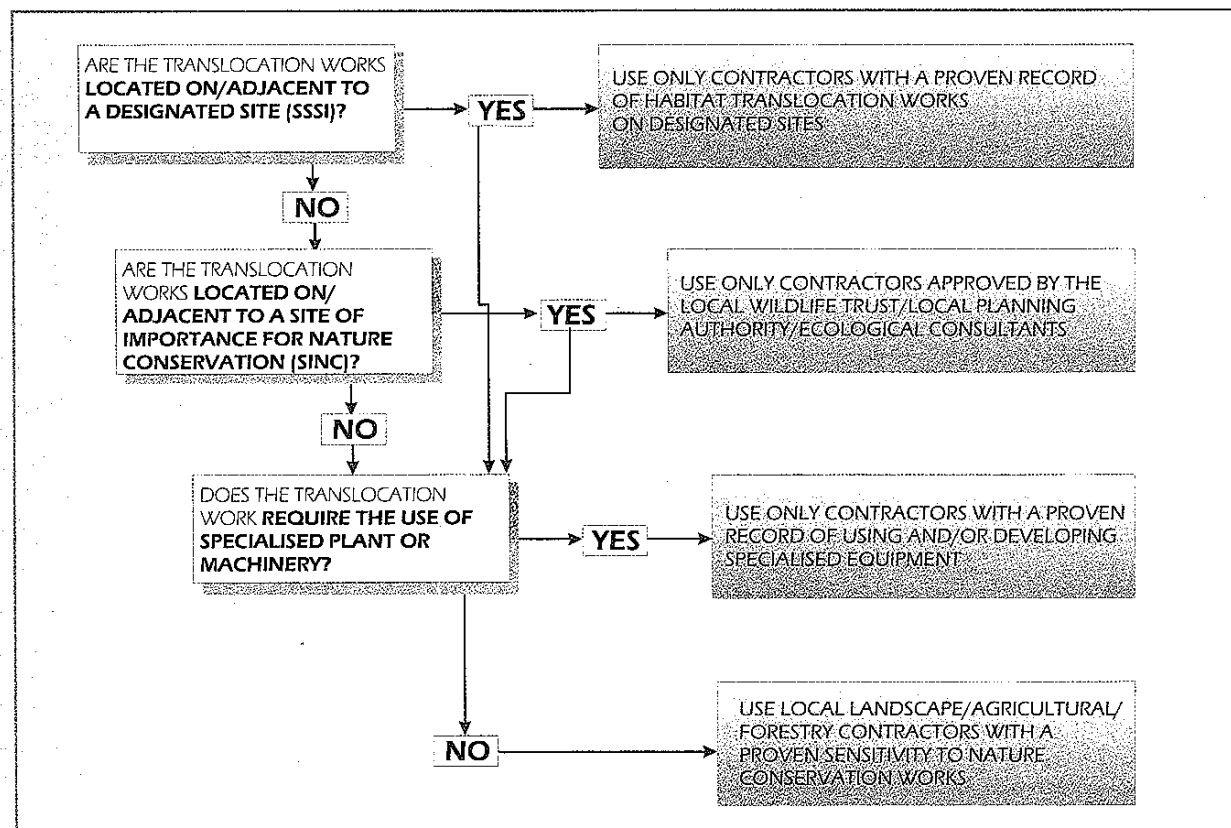 ARE THE TRANSLOCATION WORKS
LOCATED ON/ADJACENT TO
A DESIGNATED SITE (SSSI)?
YES
USE ONLY CONTRACTORS WITH A PROVEN RECORD
OF HABITAT TRANSLOCATION WORKS
ON DESIGNATED SITES
NO
ARE THE TRANSLOCATION
WORKS LOCATED ON/
ADJACENT TO A SITE OF
IMPORTANCE FOR NATURE
CONSERVATION (SINC)?
YES
USE ONLY CONTRACTORS APPROVED BY THE
LOCAL WILDLIFE TRUST/LOCAL PLANNING
AUTHORITY/ECOLOGICAL CONSULTANTS
NO
DOES THE TRANSLOCATION
WORK REQUIRE THE USE OF
SPECIALISED PLANT OR
MACHINERY?
YES
USE ONLY CONTRACTORS WITH A PROVEN
RECORD OF USING AND/OR DEVELOPING
SPECIALISED EQUIPMENT
NO
USE LOCAL LANDSCAPE/AGRICULTURAL/
FORESTRY CONTRACTORS WITH A
PROVEN SENSITIVITY TO NATURE
CONSERVATION WORKS